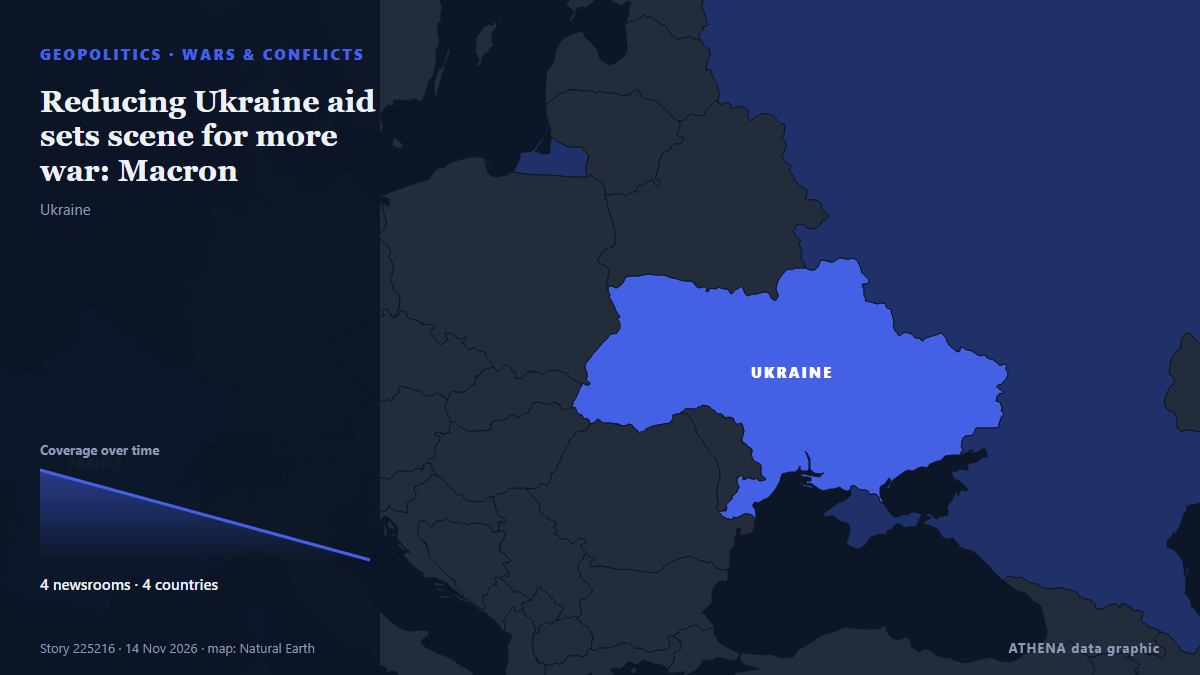 GEOPOLITICS · WARS & CONFLICTS
Reducing Ukraine aid
sets scene for more
war: Macron
Ukraine
UKRAINE
Coverage over time
FRANCE
4 newsrooms · 4 countries
Story 225216 · 14 Nov 2026 · map: Natural Earth
ATHENA data graphic